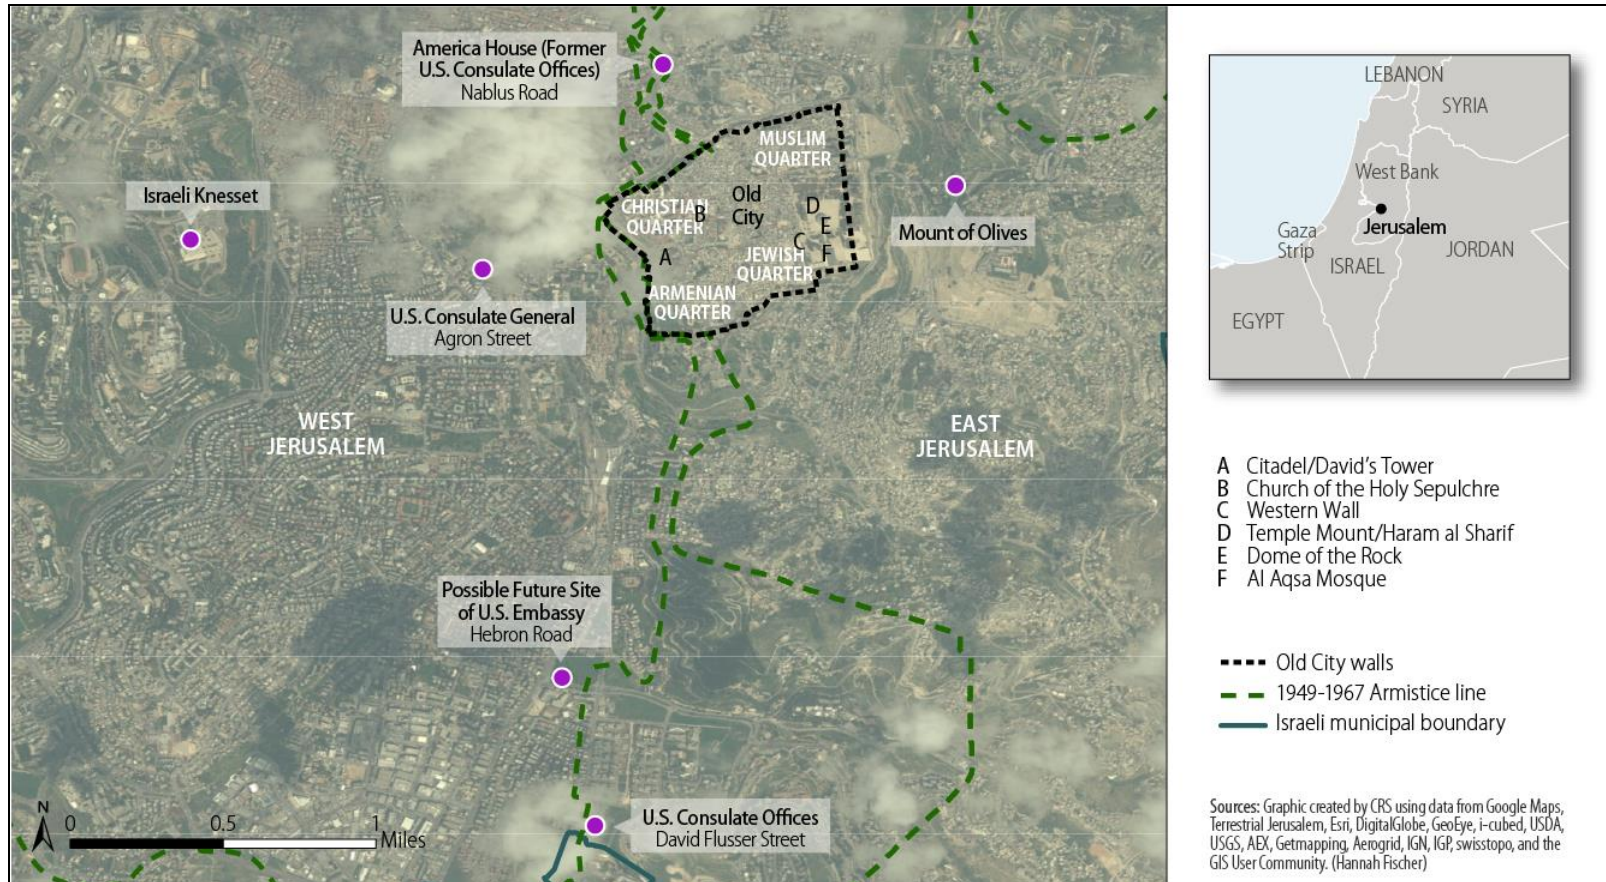 America House (Former
U.S. Consulate Offices)
Nablus Road
MUSLIM
QUARTER
Israeli Knesset
CHRISTIAN
QUARTER
B
Old
City
D
E
C
F
Mount of Olives
A
JEWISH
QUARTER
ARMENIAN
QUARTER
U.S. Consulate General
Agron Street
WEST
JERUSALEM
EAST
JERUSALEM
Possible Future Site
of U.S. Embassy
Hebron Road
U.S. Consulate Offices
David Flusser Street
N
0 0.5 1
Miles
LEBANON
SYRIA
West Bank
Jerusalem
Gaza
Strip
ISRAEL
JORDAN
EGYPT
A Citadel/David's Tower
B Church of the Holy Sepulchre
C Western Wall
D Temple Mount/Haram al Sharif
E Dome of the Rock
F Al Aqsa Mosque
Old City walls
1949-1967 Armistice line
Israeli municipal boundary
Sources: Graphic created by CRS using data from Google Maps,
Terrestrial Jerusalem, Esri, DigitalGlobe, GeoEye, i-cubed, USDA,
USGS, AEX, Getmapping, Aerogrid, IGN, IGP, swisstopo, and the
GIS User Community. (Hannah Fischer)